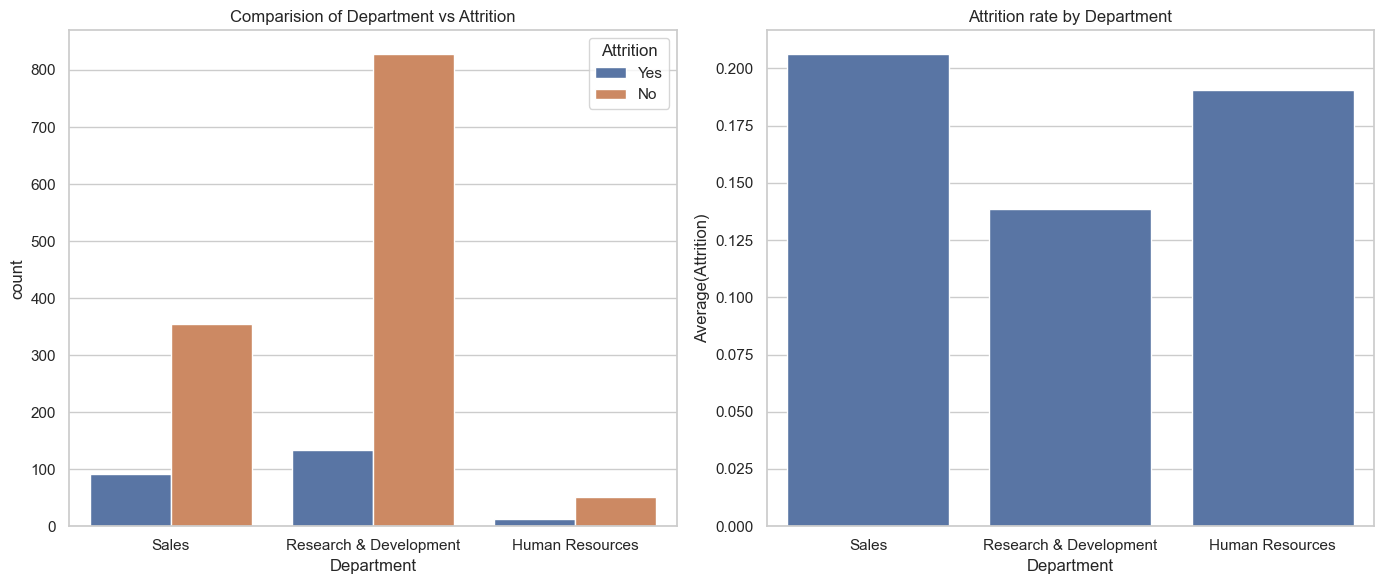 Comparision of Department vs Attrition
Attrition
Yes
No
800
700
600
500
400
300
200
100
0
count
Sales
Research & Development
Human Resources
Department
Attrition rate by Department
0.200
0.175
0.150
0.125
0.100
0.075
0.050
0.025
0.000
Average(Attrition)
Sales
Research & Development
Human Resources
Department